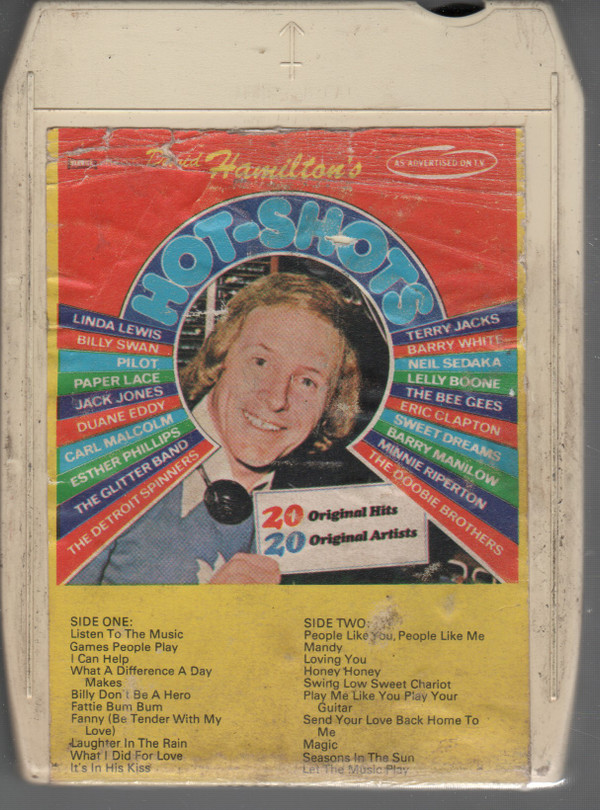 David Hamilton's
AS ADVERTISED ON T.V.
HOT-SHOTS
LINDA LEWIS
BILLY SWAN
PILOT
PAPER LACE
JACK JONES
DUANE EDDY
CARL MALCOLM
ESTHER PHILLIPS
THE GLITTER BAND
THE DETROIT SPINNERS
TERRY JACKS
BARRY WHITE
NEIL SEDAKA
LELLY BOONE
THE BEE GEES
ERIC CLAPTON
SWEET DREAMS
BARRY MANILOW
MINNIE RIPERTON
THE DOOBIE BROTHERS
20 Original Hits
20 Original Artists
SIDE ONE:
Listen To The Music
Games People Play
I Can Help
What A Difference A Day
Makes
Billy Don't Be A Hero
Fattie Bum Bum
Fanny (Be Tender With My
Love)
Laughter In The Rain
What I Did For Love
It's In His Kiss
SIDE TWO:
People Like You, People Like Me
Mandy
Loving You
Honey Honey
Swing Low Sweet Chariot
Play Me Like You Play Your
Guitar
Send Your Love Back Home To
Me
Magic
Seasons In The Sun
Let The Music Play